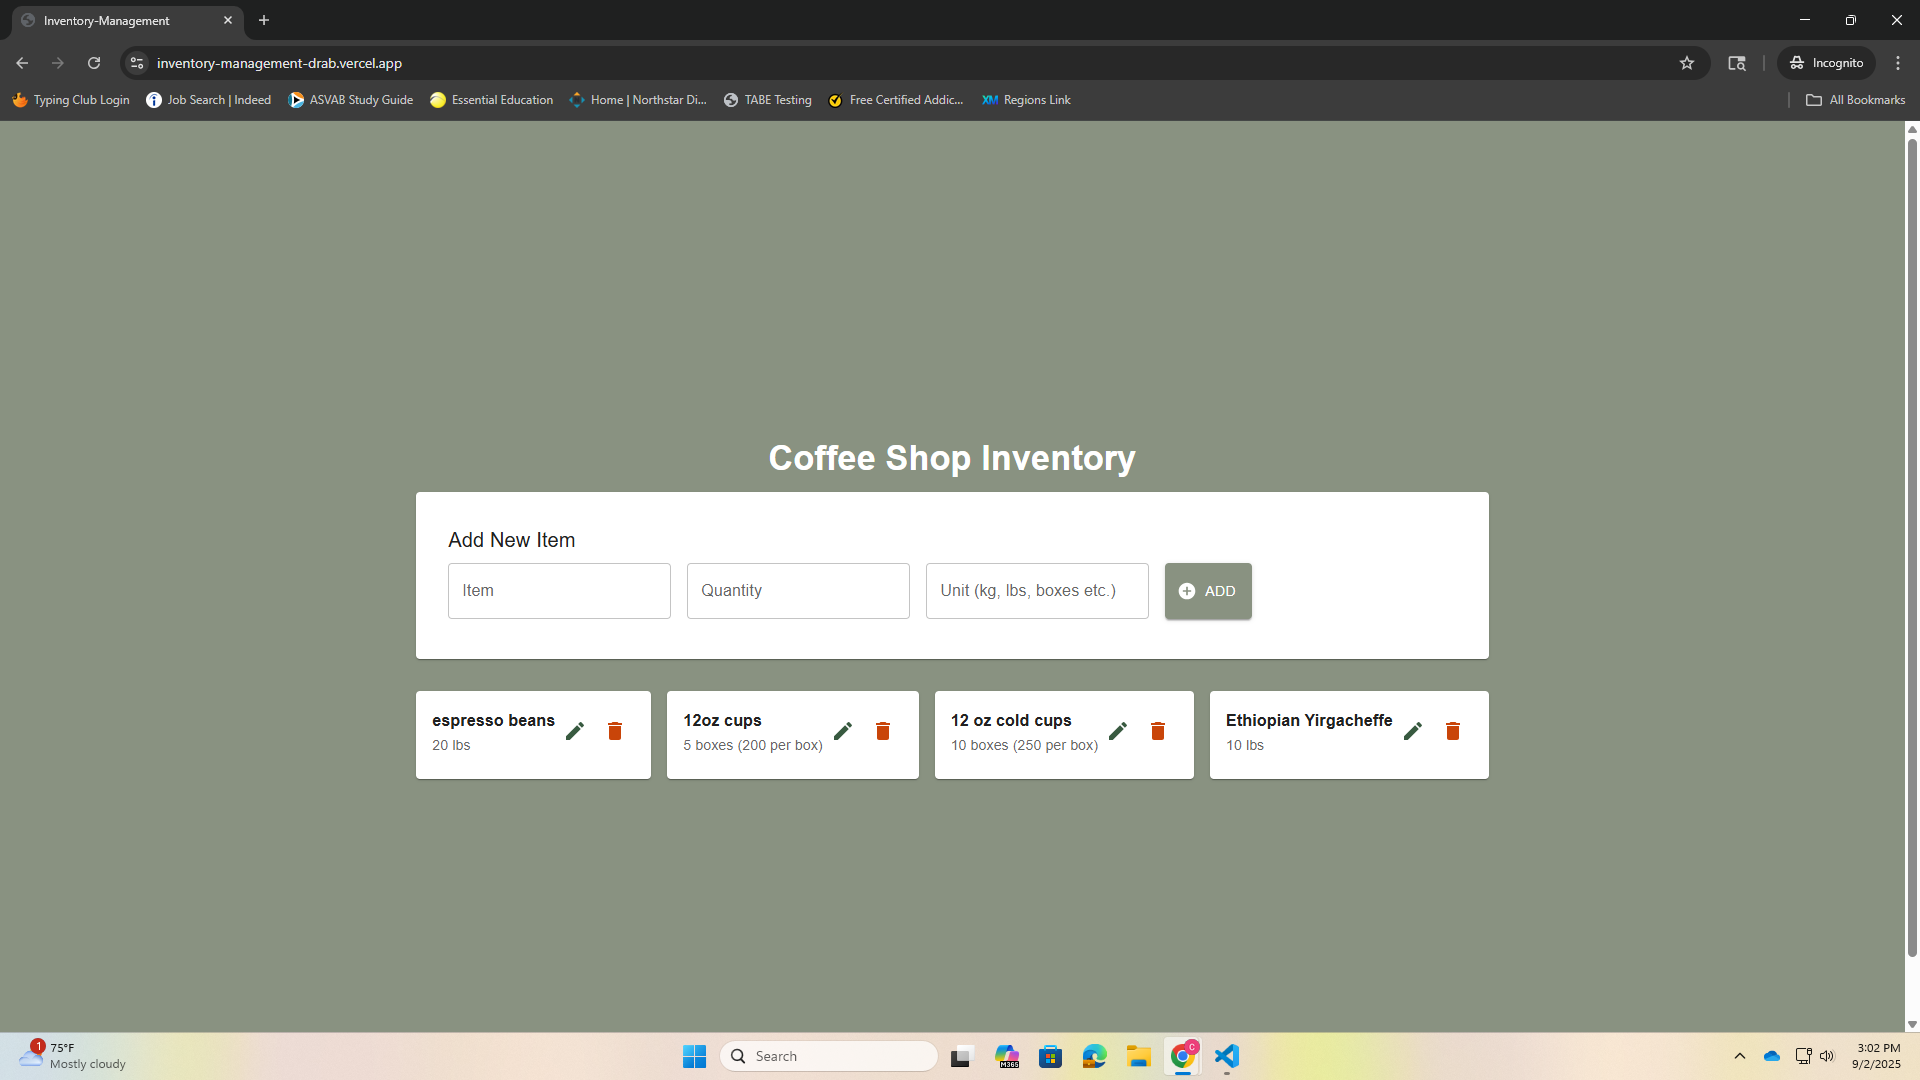 Inventory-Management
inventory-management-drab.vercel.app
Incognito
Typing Club Login
Job Search | Indeed
ASVAB Study Guide
Essential Education
Home | Northstar Di...
TABE Testing
Free Certified Addic...
XM Regions Link
All Bookmarks
Coffee Shop Inventory
Add New Item
Item
Quantity
Unit (kg, lbs, boxes etc.)
ADD
espresso beans
20 lbs
12oz cups
5 boxes (200 per box)
12 oz cold cups
10 boxes (250 per box)
Ethiopian Yirgacheffe
10 lbs
1
75°F
Mostly cloudy
Search
M365
C
3:02 PM
9/2/2025